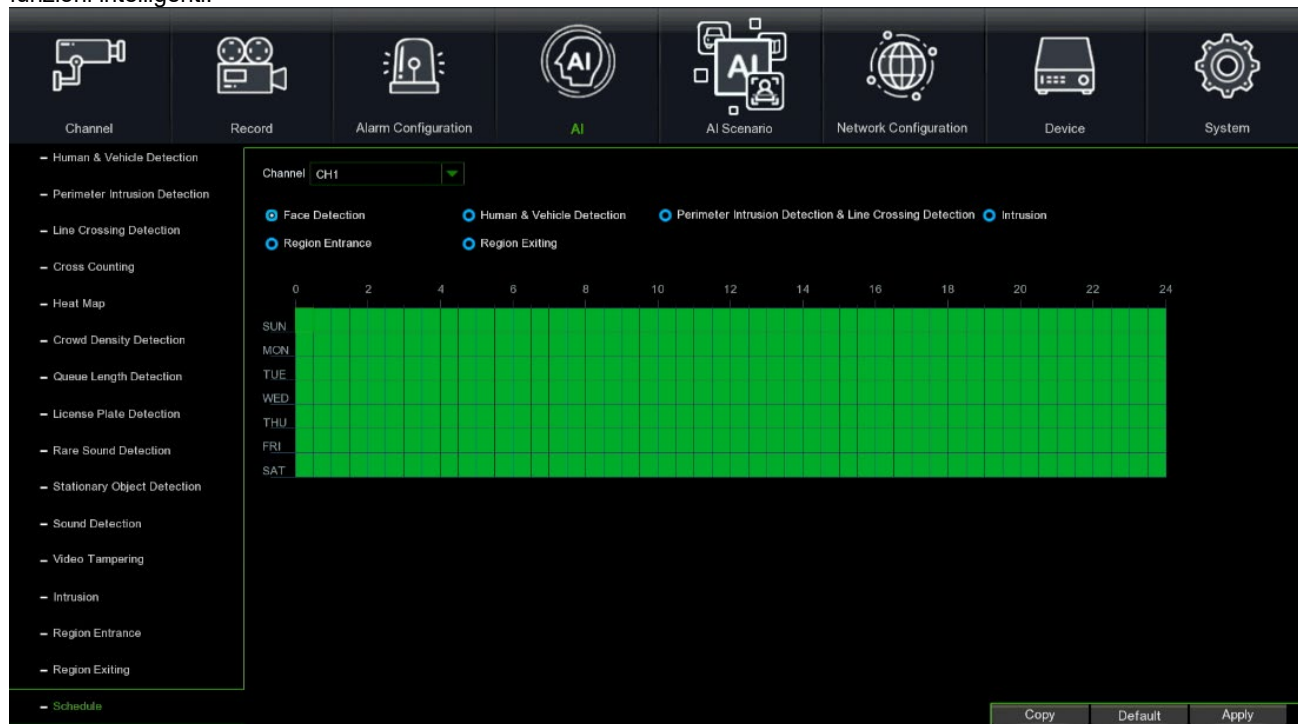 funzioni intelligenti.
AI
AI
Channel
Record
Alarm Configuration
AI
AI Scenario
Network Configuration
Device
System
Human & Vehicle Detection
Perimeter Intrusion Detection
Line Crossing Detection
Cross Counting
Heat Map
Crowd Density Detection
Queue Length Detection
License Plate Detection
Rare Sound Detection
Stationary Object Detection
Sound Detection
Video Tampering
Intrusion
Region Entrance
Region Exiting
Schedule
Channel CH1
Face Detection Human & Vehicle Detection Perimeter Intrusion Detection & Line Crossing Detection Intrusion
Region Entrance Region Exiting
0 2 4 6 8 10 12 14 16 18 20 22 24
SUN
MON
TUE
WED
THU
FRI
SAT
Copy Default Apply